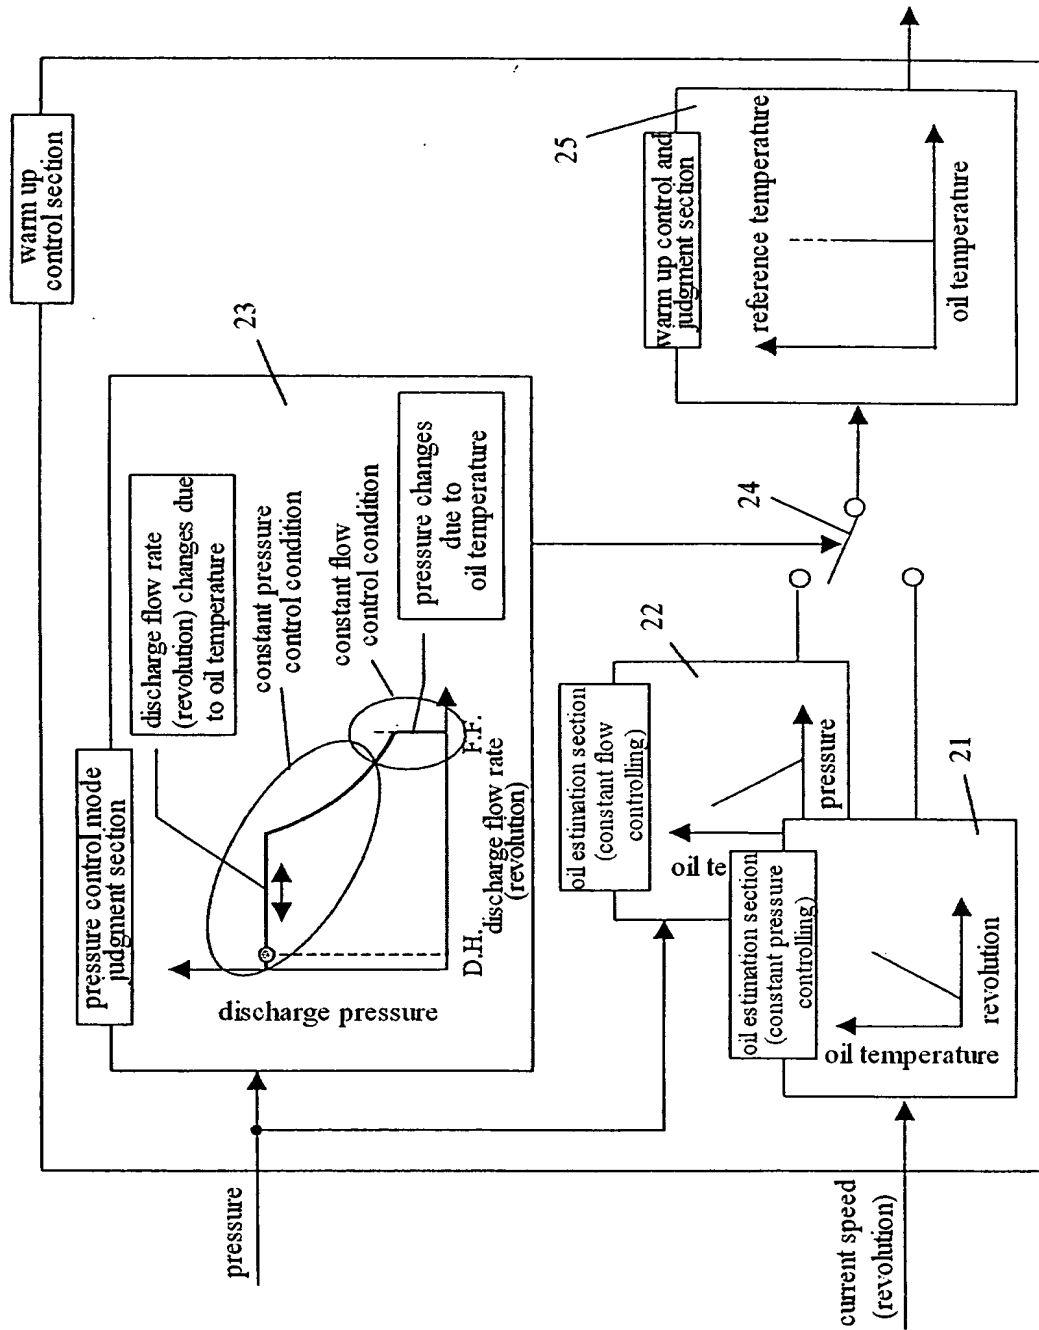 warm up
control section
pressure control mode
judgment section
discharge flow rate
(revolution) changes due
to oil temperature
23
constant pressure
control condition
constant flow
control condition
pressure changes
due to
oil temperature
discharge pressure
D.H.
F.F.
discharge flow rate
(revolution)
pressure
oil estimation section
(constant flow
controlling)
22
oil te
pressure
oil estimation section
(constant pressure
controlling)
21
oil temperature
revolution
current speed
(revolution)
24
warm up control and
judgment section
25
reference temperature
oil temperature